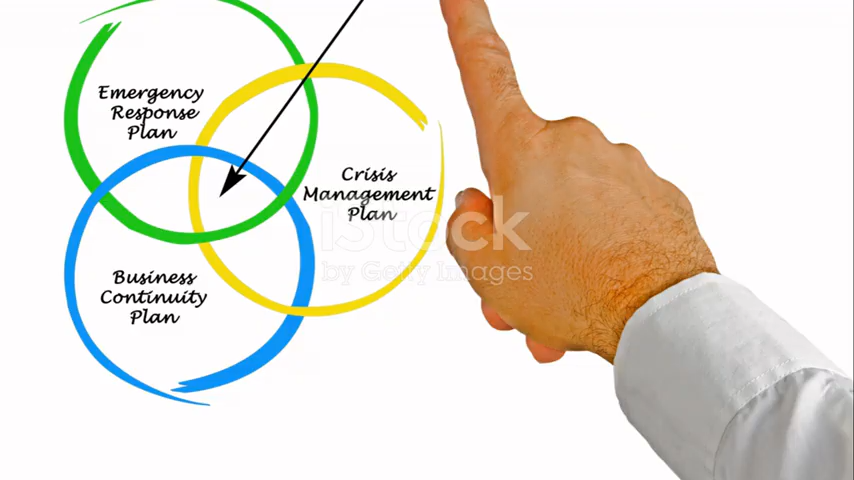 Emergency
Response
Plan
Crisis
Management
Plan
iStock
by Getty Images
Business
Continuity
Plan